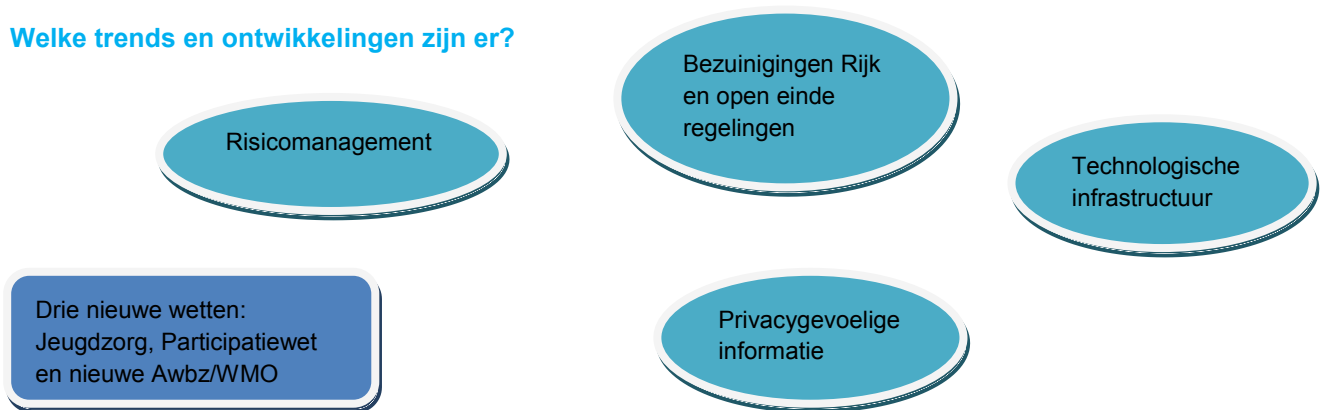 Welke trends en ontwikkelingen zijn er?
Bezuinigingen Rijk
en open einde
regelingen
Risicomanagement
Technologische
infrastructuur
Drie nieuwe wetten:
Jeugdzorg, Participatiewet
en nieuwe Awbz/WMO
Privacygevoelige
informatie